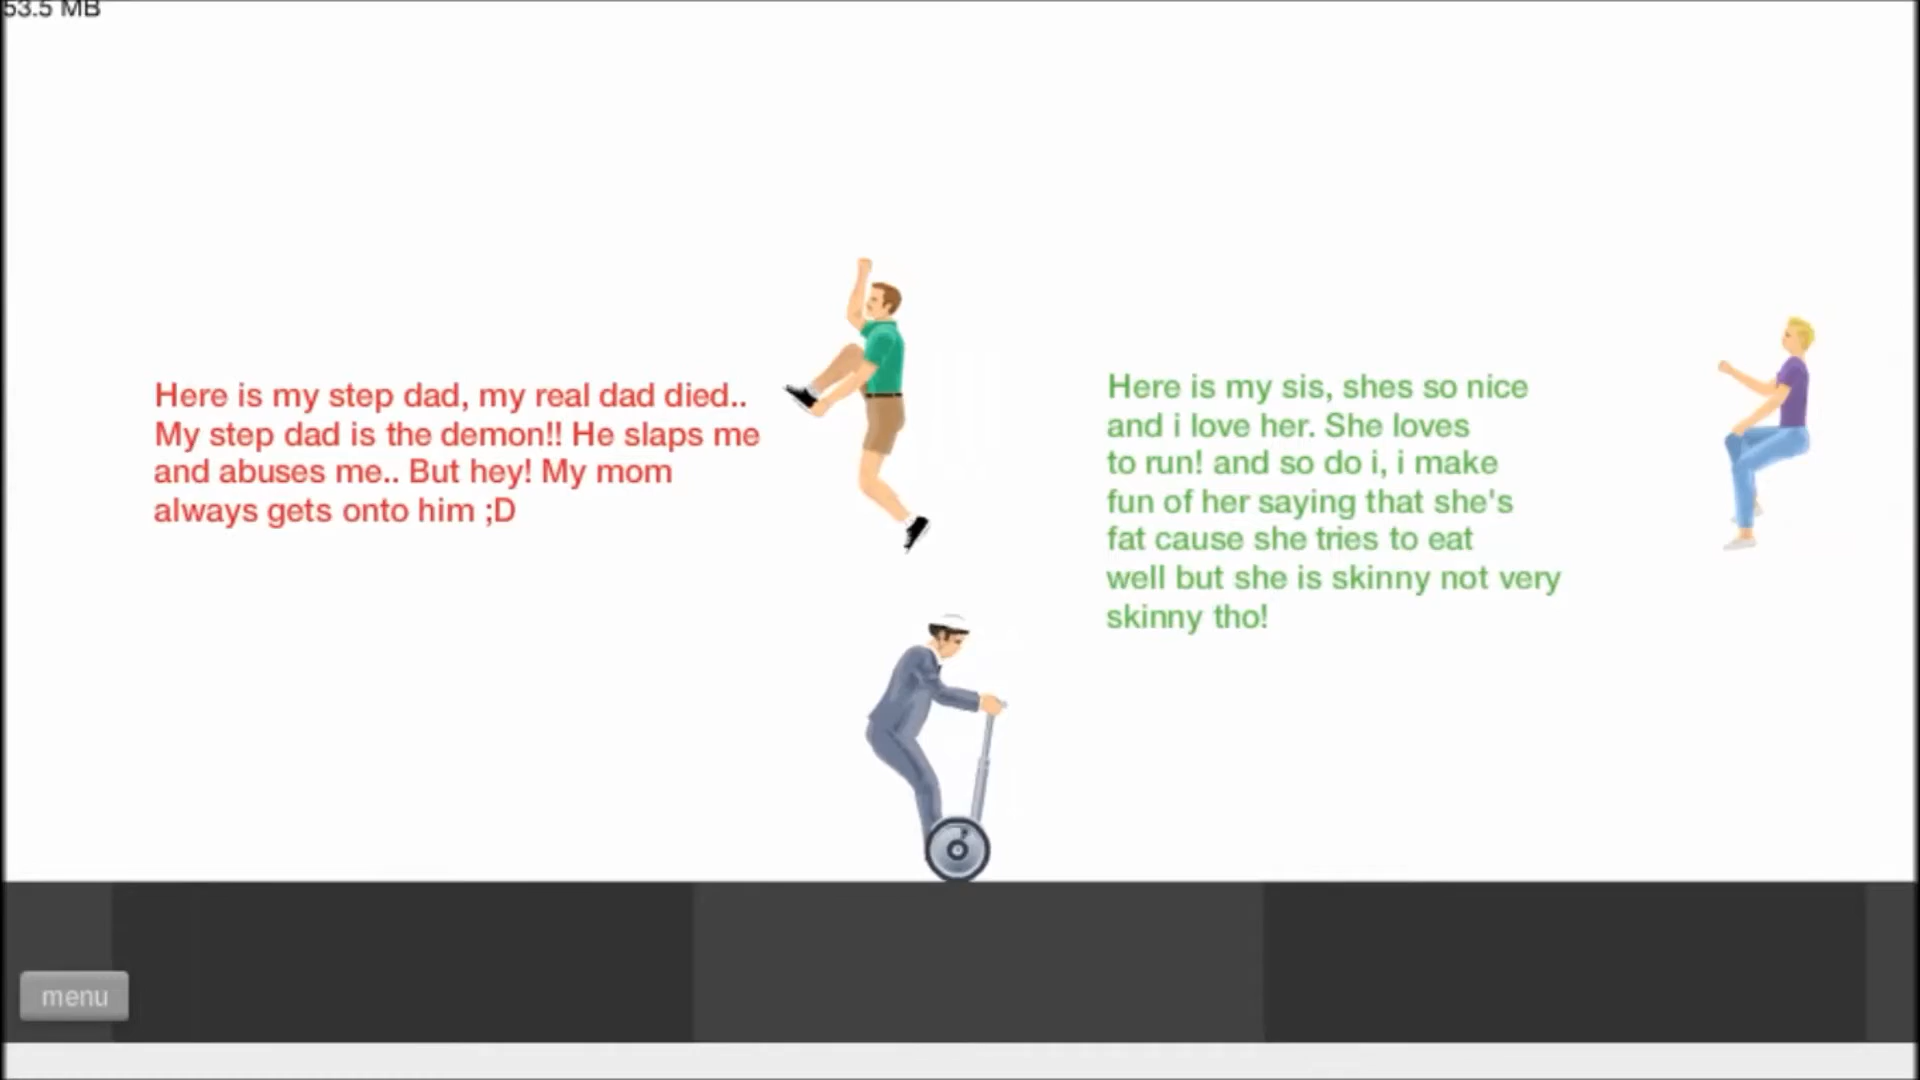 53.5 MB
Here is my step dad, my real dad died..
My step dad is the demon!! He slaps me
and abuses me.. But hey! My mom
always gets onto him ;D
Here is my sis, shes so nice
and i love her. She loves
to run! and so do i, i make
fun of her saying that she's
fat cause she tries to eat
well but she is skinny not very
skinny tho!
menu